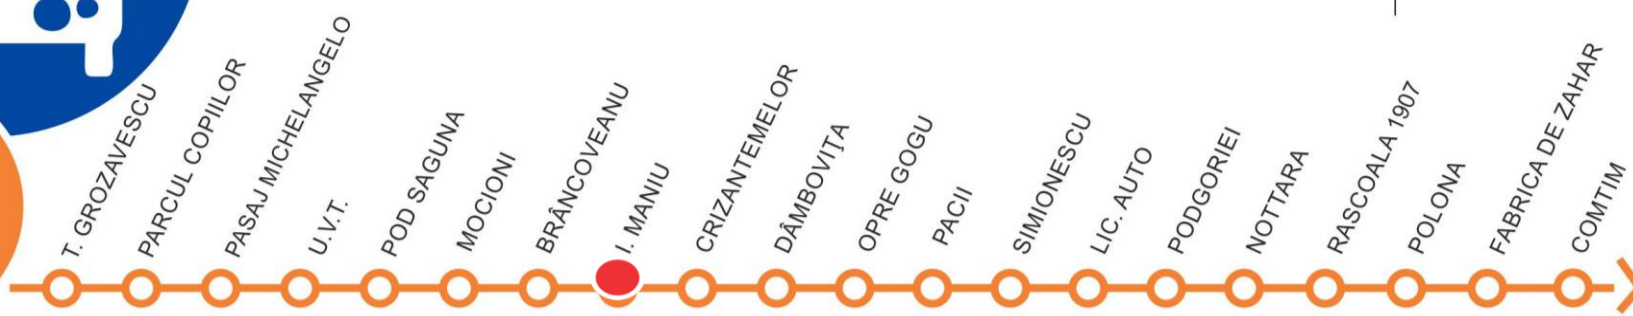 T. GROZAVESCU
PARCUL COPIILOR
PASAJ MICHELANGELO
U.V.T.
POD SAGUNA
MOCIONI
BRÂNCOVEANU
I. MANIU
CRIZANTEMELOR
DÂMBOVIŢA
OPRE GOGU
PACII
SIMIONESCU
LIC. AUTO
PODGORIEI
NOTTARA
RASCOALA 1907
POLONA
FABRICA DE ZAHAR
COMTIM